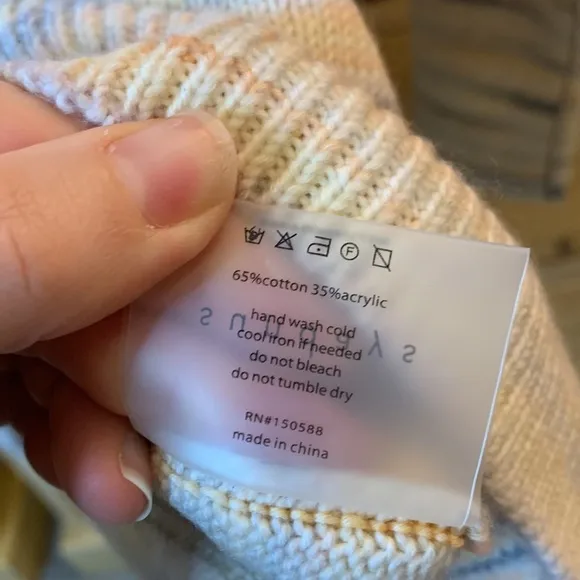 F
65%cotton 35%acrylic
hand wash cold
sundays
cool iron if needed
do not bleach
do not tumble dry
RN#150588
made in china